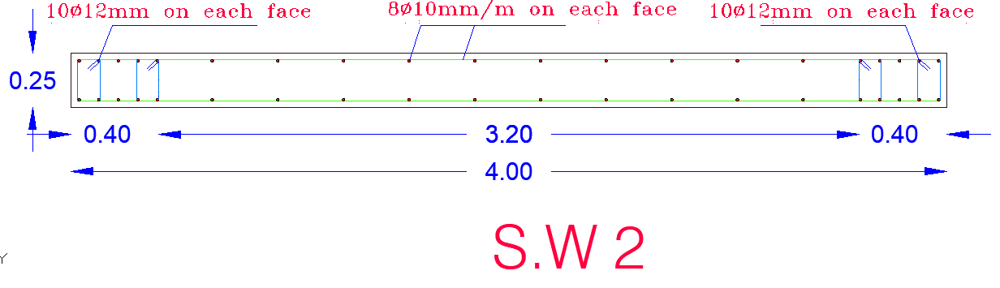 10ø12mm on each face
8ø10mm/m on each face
10ø12mm on each face
0.25
0.40
3.20
0.40
4.00
S.W 2
Y